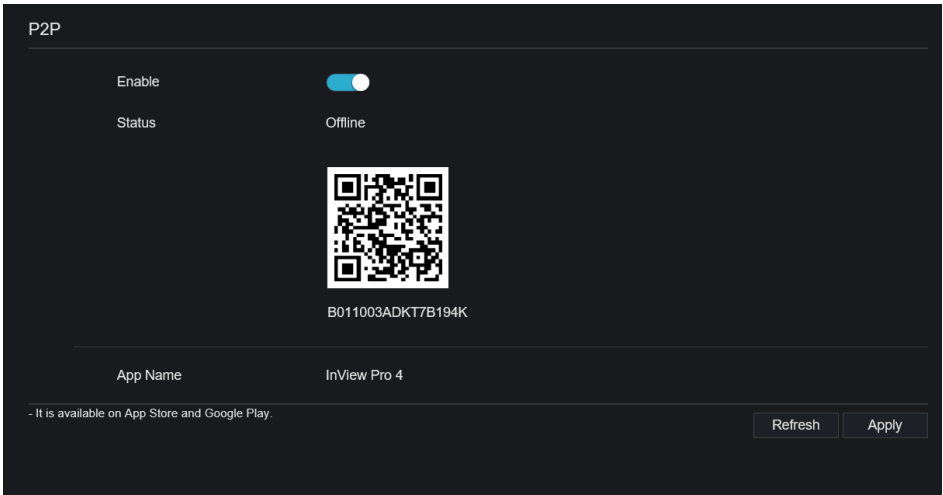 P2P
Enable
Status Offline
B011003ADKT7B194K
App Name InView Pro 4
- It is available on App Store and Google Play.
Refresh Apply